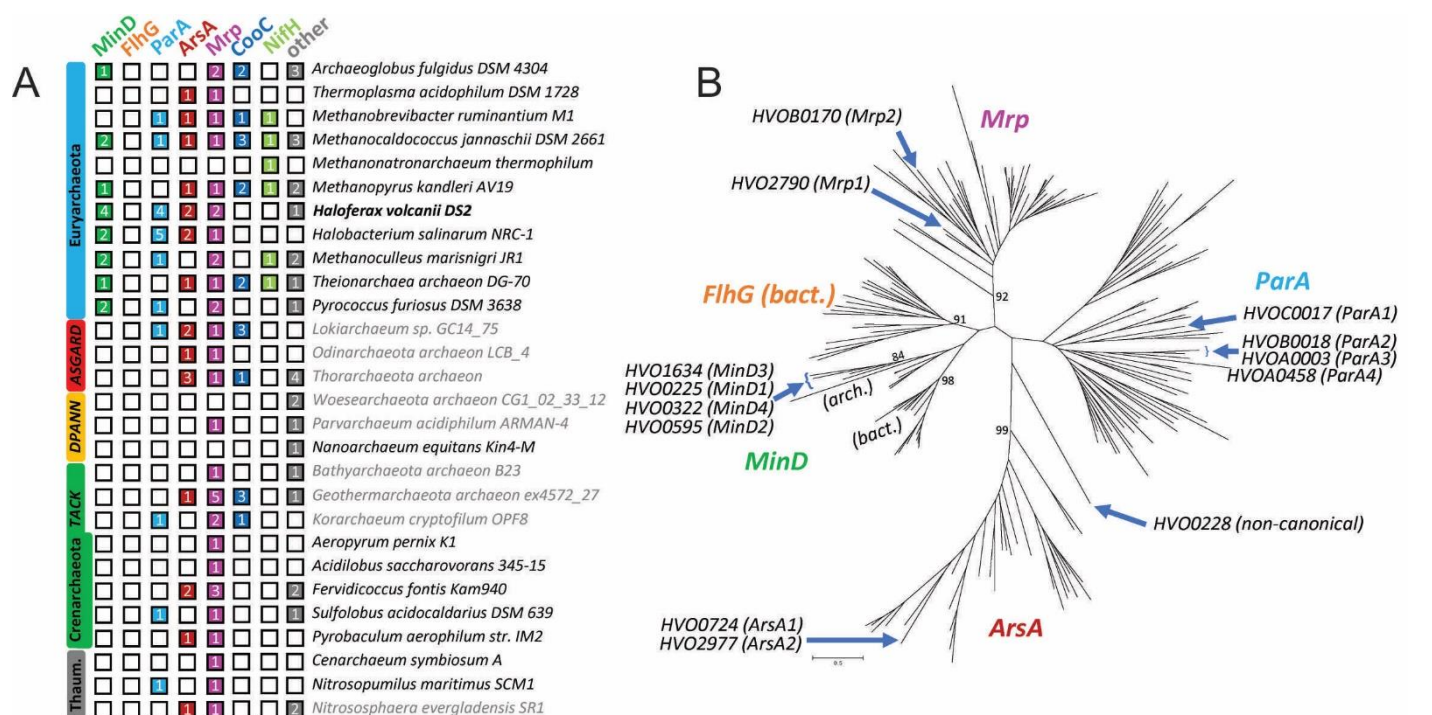 A
MinD FlhG ParA ArsA Mrp CooC NifH other
Euryarchaeota
1 2 2 3 Archaeoglobus fulgidus DSM 4304
1 1 Thermoplasma acidophilum DSM 1728
1 1 1 1 1 Methanobrevibacter ruminantium M1
2 1 1 1 3 1 3 Methanocaldococcus jannaschii DSM 2661
1 Methanonatronarchaeum thermophilum
1 1 1 2 1 2 Methanopyrus kandleri AV19
4 4 2 2 1 Haloferax volcanii DS2
2 5 2 1 Halobacterium salinarum NRC-1
2 1 2 1 2 Methanoculleus marisnigri JR1
1 1 1 2 1 1 Theionarchaea archaeon DG-70
2 1 2 1 Pyrococcus furiosus DSM 3638
ASGARD
1 2 1 3 Lokiarchaeum sp. GC14_75
1 1 Odinarchaeota archaeon LCB_4
3 1 1 4 Thorarchaeota archaeon
DPANN
2 Woesearchaeota archaeon CG1_02_33_12
1 1 Parvarchaeum acidiphilum ARMAN-4
1 Nanoarchaeum equitans Kin4-M
TACK
1 1 Bathyarchaeota archaeon B23
1 5 3 1 Geothermarchaeota archaeon ex4572_27
1 2 1 Korarchaeum cryptofilum OPF8
Crenarchaeota
1 Aeropyrum pernix K1
1 Acidilobus saccharovorans 345-15
2 3 2 Fervidicoccus fontis Kam940
1 1 1 Sulfolobus acidocaldarius DSM 639
1 1 Pyrobaculum aerophilum str. IM2
Thaum.
1 Cenarchaeum symbiosum A
1 1 Nitrosopumilus maritimus SCM1
1 1 2 Nitrososphaera evergladensis SR1
B
HVOB0170 (Mrp2)
Mrp
HVO2790 (Mrp1)
92
FlhG (bact.)
91
ParA
HVOC0017 (ParA1)
HVOB0018 (ParA2)
HVOA0003 (ParA3)
HVOA0458 (ParA4)
84
HVO1634 (MinD3)
HVO0225 (MinD1)
HVO0322 (MinD4)
HVO0595 (MinD2)
(arch.)
98
(bact.)
MinD
99
HVO0228 (non-canonical)
HVO0724 (ArsA1)
HVO2977 (ArsA2)
ArsA
0.5